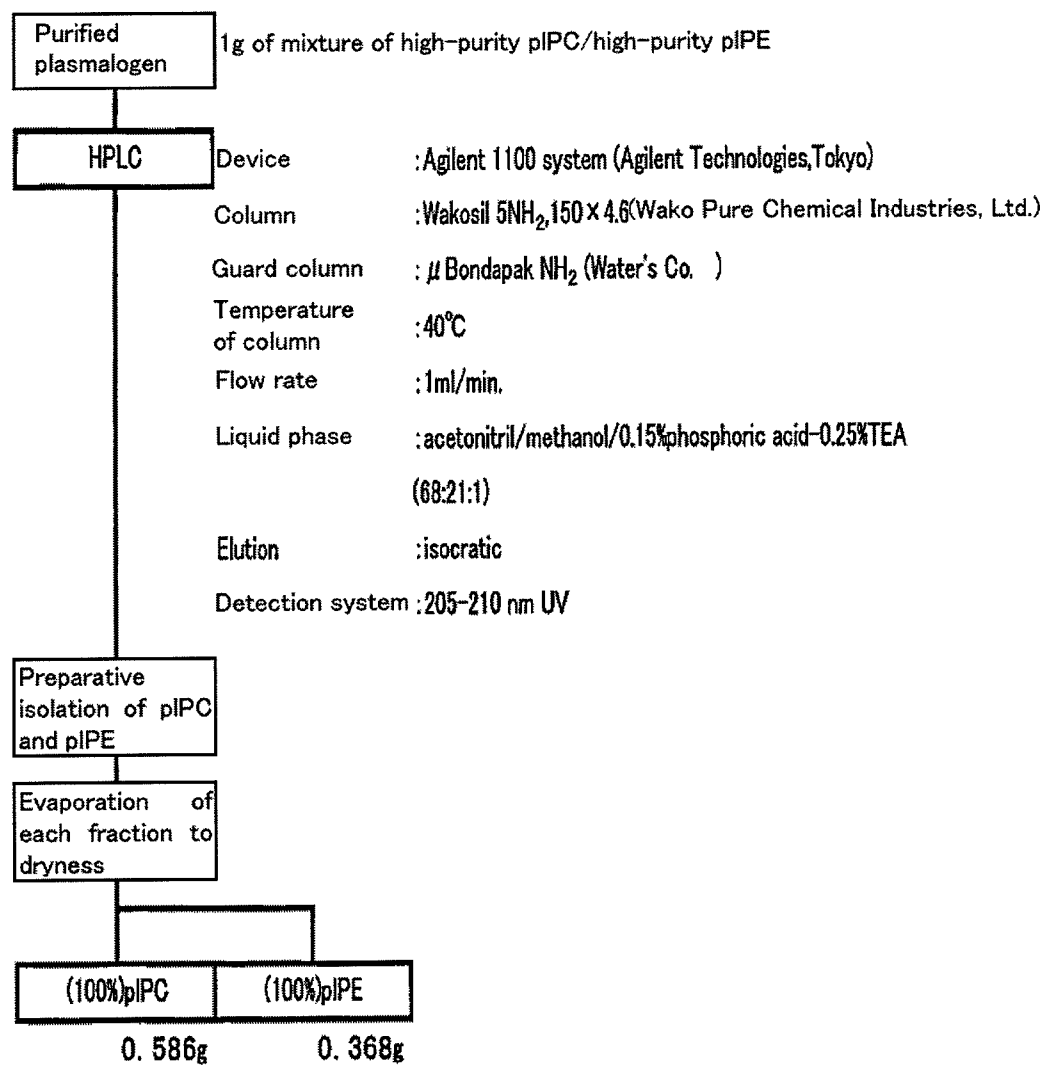 Purified
plasmalogen
1g of mixture of high-purity plPC/high-purity plPE
HPLC
Device :Agilent 1100 system (Agilent Technologies,Tokyo)
Column :Wakosil 5NH₂,150×4.6(Wako Pure Chemical Industries, Ltd.)
Guard column :μBondapak NH₂ (Water's Co. )
Temperature
of column :40℃
Flow rate :1ml/min.
Liquid phase :acetonitril/methanol/0.15%phosphoric acid-0.25%TEA
(68:21:1)
Elution :isocratic
Detection system :205-210 nm UV
Preparative
isolation of plPC
and plPE
Evaporation of
each fraction to
dryness
(100%)plPC (100%)plPE
0. 586g 0. 368g